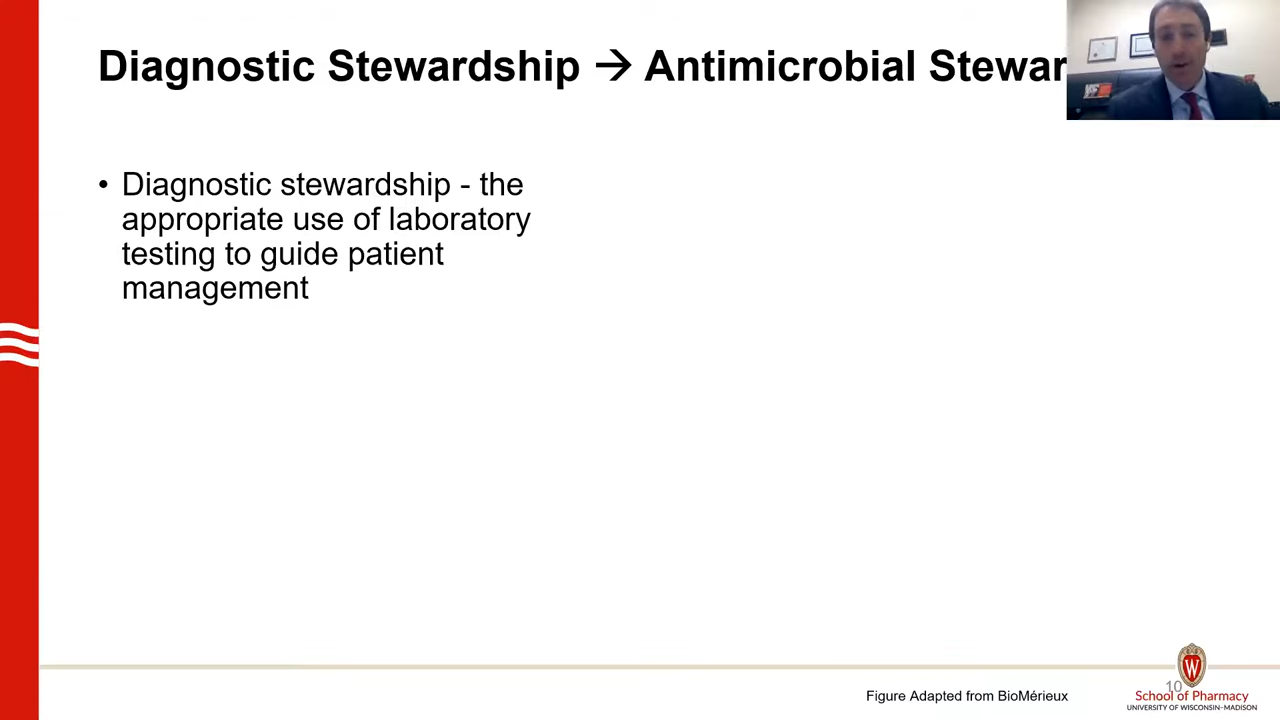 Diagnostic Stewardship → Antimicrobial Stewar
• Diagnostic stewardship - the
appropriate use of laboratory
testing to guide patient
management
Figure Adapted from BioMérieux
10
W
School of Pharmacy
UNIVERSITY OF WISCONSIN-MADISON